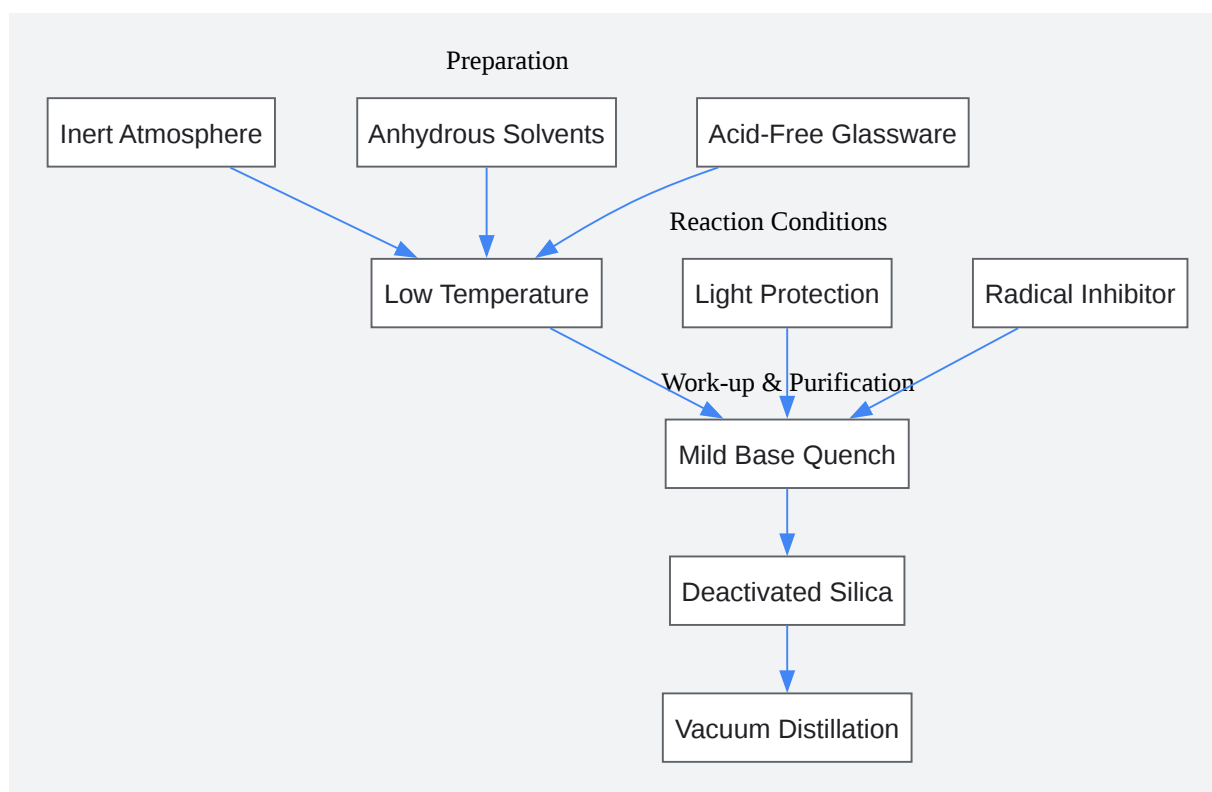 Preparation
Inert Atmosphere
Anhydrous Solvents
Acid-Free Glassware
Reaction Conditions
Low Temperature
Light Protection
Radical Inhibitor
Work-up & Purification
Mild Base Quench
Deactivated Silica
Vacuum Distillation